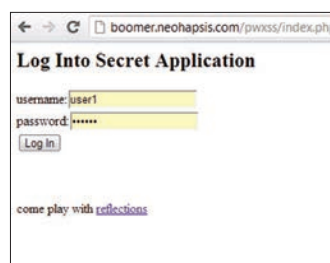 boomer.neohapsis.com/pwxss/index.ph
Log Into Secret Application
username: user1
password: ••••••
Log In
come play with reflections